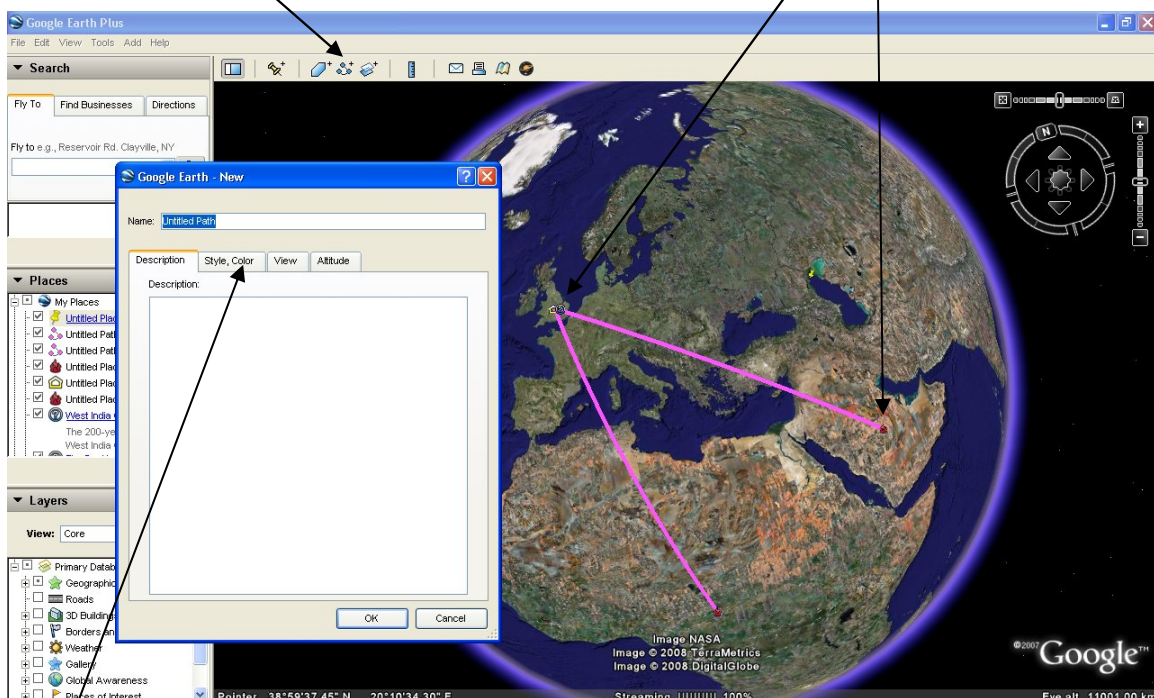 Google Earth Plus
File Edit View Tools Add Help
Search
Fly To Find Businesses Directions
Fly to e.g., Reservoir Rd. Clayville, NY
Google Earth - New
Name: Untitled Path
Description Style, Color View Altitude
Description:
OK Cancel
Places
My Places
Untitled Plac
Untitled Pat
Untitled Pat
Untitled Plac
Untitled Plac
Untitled Plac
West India
The 200-ye
West India
Layers
View: Core
Primary Datab
Geographic
Roads
3D Building
Borders an
Weather
Gallery
Global Awareness
Places of Interest
N
Image NASA
Image © 2008 TerraMetrics
Image © 2008 DigitalGlobe
©2007 Google™
Pointer 38°59'37.45" N 20°10'34.30" E Streaming |||||||||| 100% Eye alt 11001.00 km